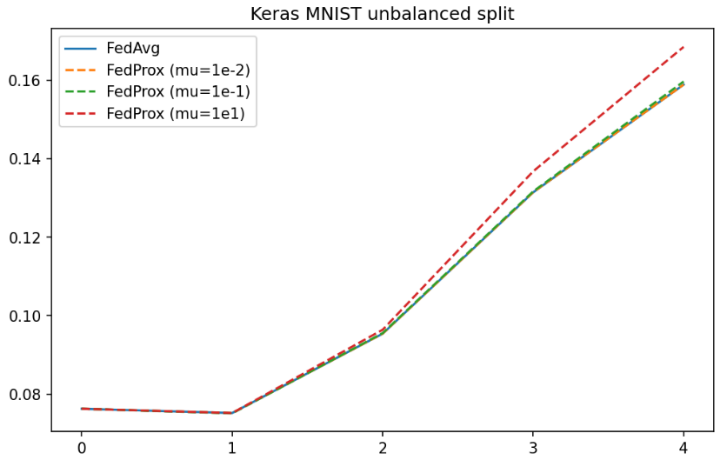 Keras MNIST unbalanced split
FedAvg
FedProx (mu=1e-2)
FedProx (mu=1e-1)
FedProx (mu=1e1)
0.16
0.14
0.12
0.10
0.08
0 1 2 3 4